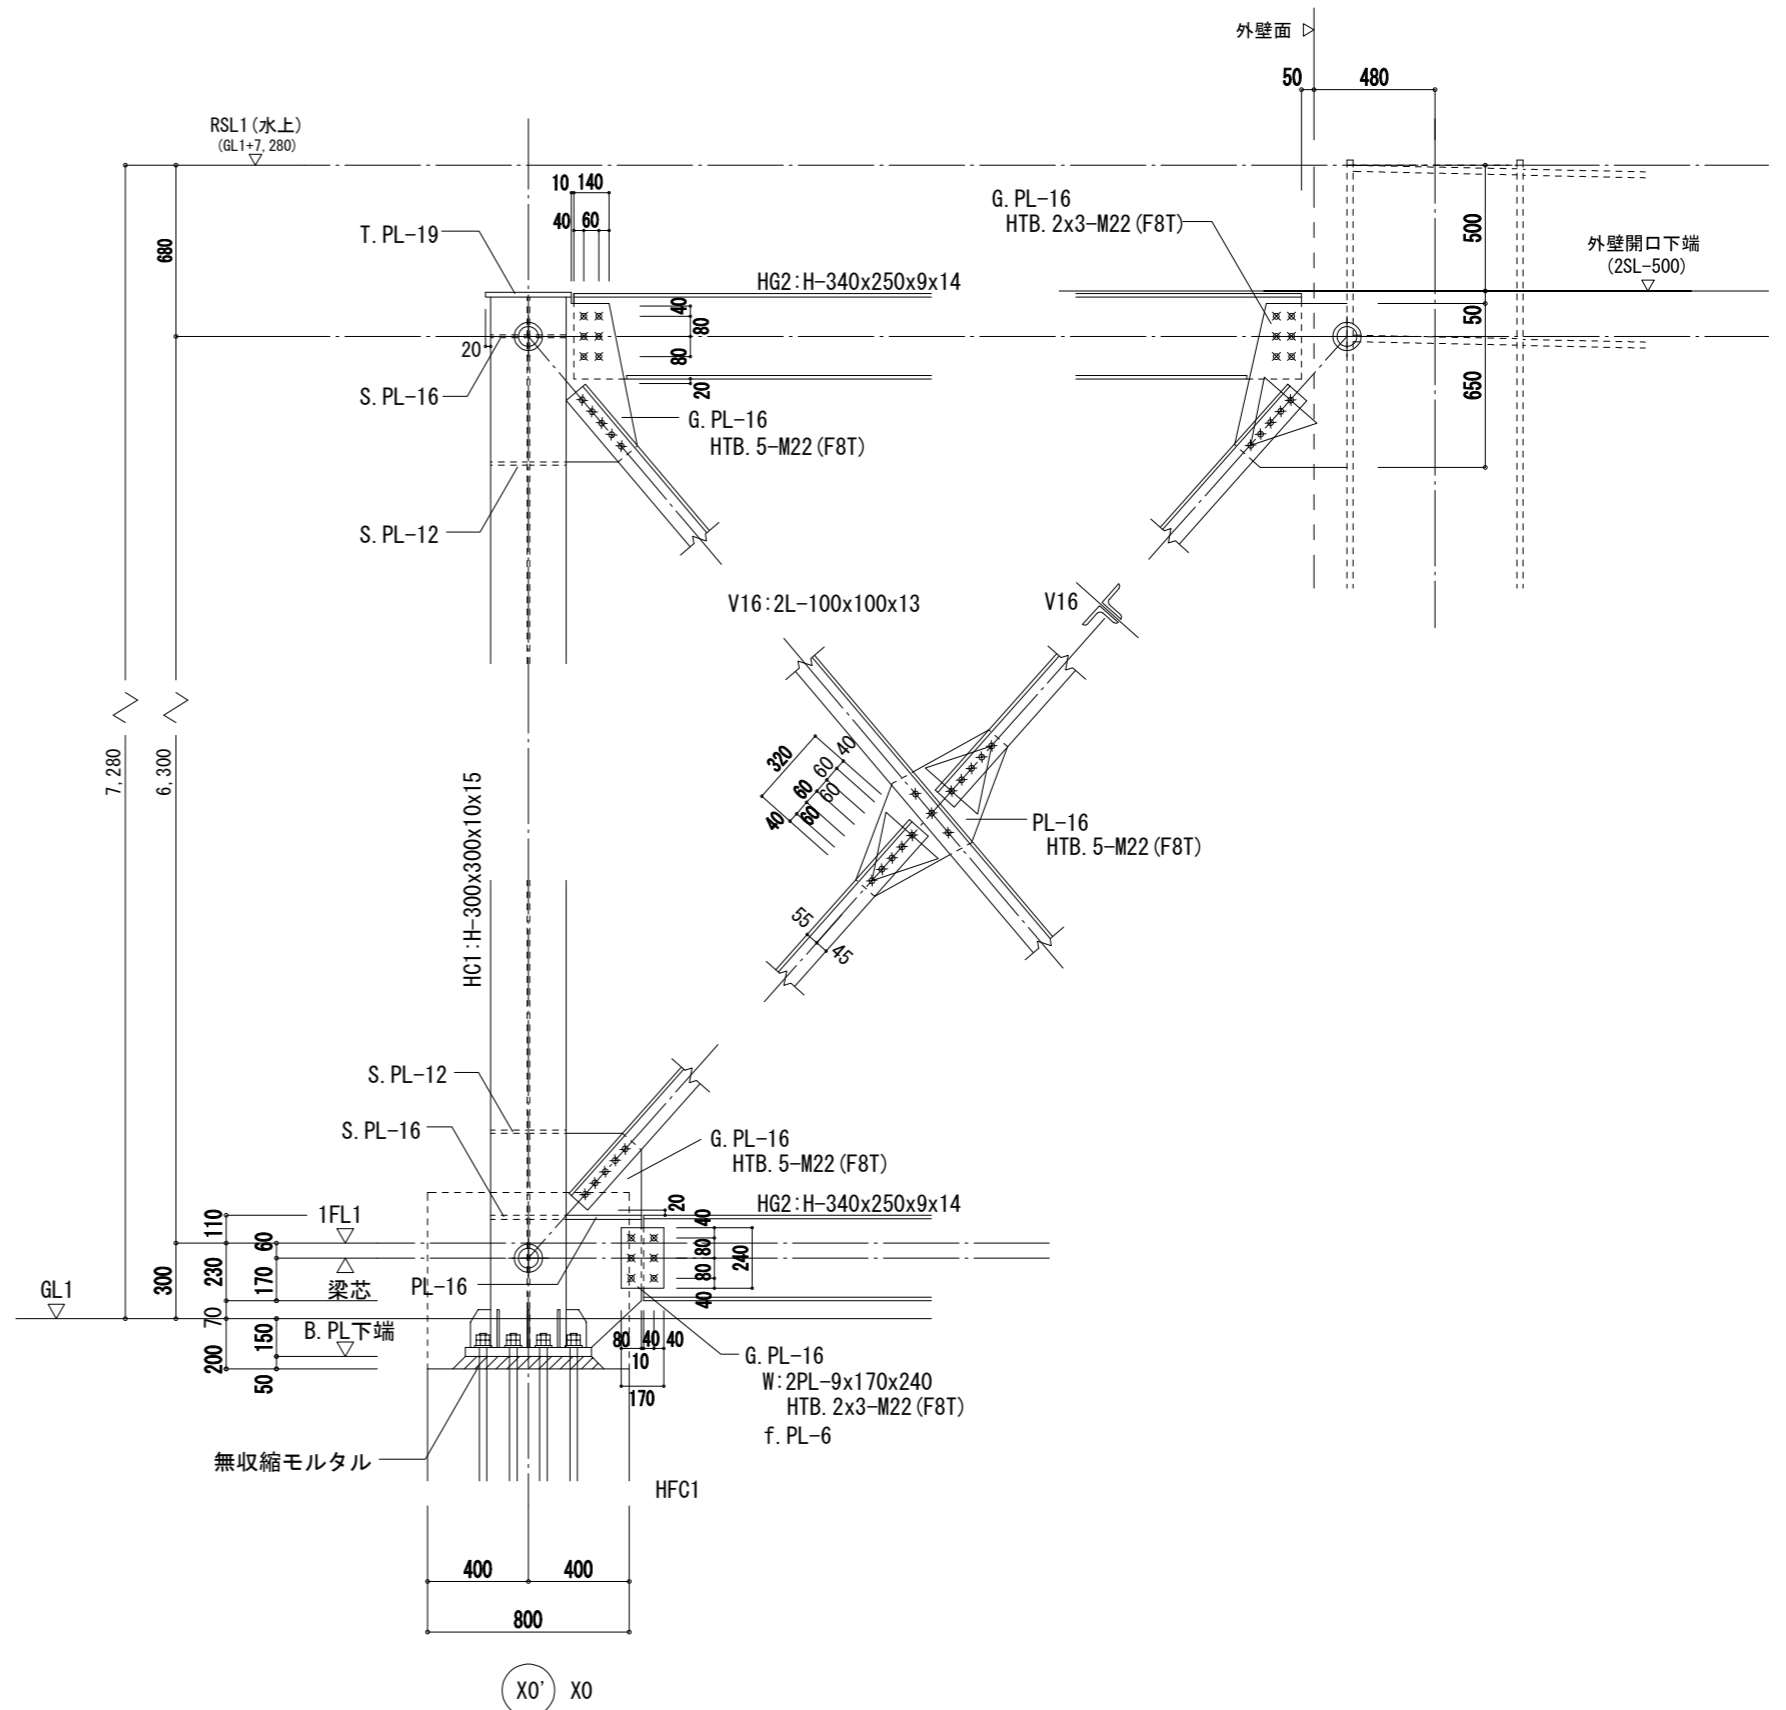 外壁面
50
480
RSL1(水上)
(GL1+7,280)
10
140
40
60
T.PL-19
680
G.PL-16
HTB.2x3-M22(F8T)
500
外壁開口下端
(2SL-500)
HG2:H-340x250x9x14
40
80
80
20
50
650
20
S.PL-16
G.PL-16
HTB.5-M22(F8T)
S.PL-12
V16:2L-100x100x13
V16
7,280
6,300
320
40
60
60
60
60
40
HC1:H-300x300x10x15
PL-16
HTB.5-M22(F8T)
55
45
S.PL-12
S.PL-16
G.PL-16
HTB.5-M22(F8T)
20
HG2:H-340x250x9x14
110
1FL1
60
40
80
240
80
40
230
170
300
梁芯
PL-16
GL1
70
B.PL下端
150
200
50
80
40
40
10
170
G.PL-16
W:2PL-9x170x240
HTB.2x3-M22(F8T)
f.PL-6
無収縮モルタル
HFC1
400
400
800
X0'
X0